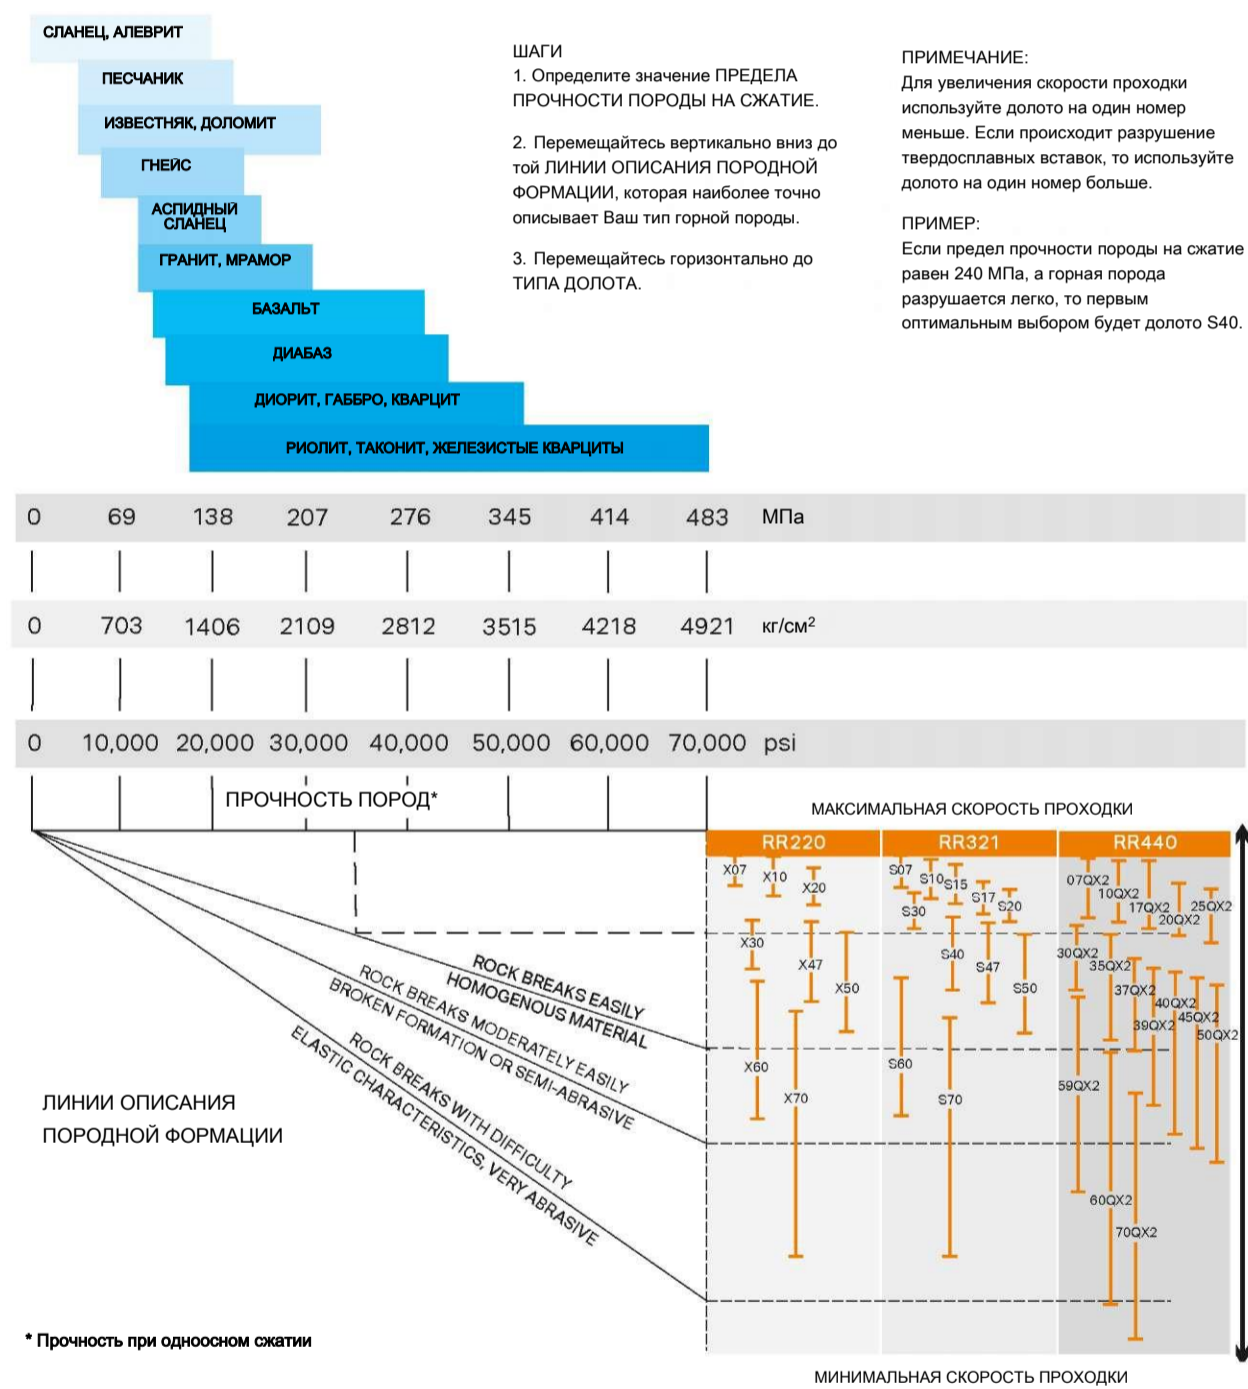 СЛАНЕЦ, АЛЕВРИТ
ПЕСЧАНИК
ИЗВЕСТНЯК, ДОЛОМИТ
ГНЕЙС
АСПИДНЫЙ
СЛАНЕЦ
ГРАНИТ, МРАМОР
БАЗАЛЬТ
ДИАБАЗ
ДИОРИТ, ГАББРО, КВАРЦИТ
РИОЛИТ, ТАКОНИТ, ЖЕЛЕЗИСТЫЕ КВАРЦИТЫ
ШАГИ
1. Определите значение ПРЕДЕЛА
ПРОЧНОСТИ ПОРОДЫ НА СЖАТИЕ.
2. Перемещайтесь вертикально вниз до
той ЛИНИИ ОПИСАНИЯ ПОРОДНОЙ
ФОРМАЦИИ, которая наиболее точно
описывает Ваш тип горной породы.
3. Перемещайтесь горизонтально до
ТИПА ДОЛОТА.
ПРИМЕЧАНИЕ:
Для увеличения скорости проходки
используйте долото на один номер
меньше. Если происходит разрушение
твердосплавных вставок, то используйте
долото на один номер больше.
ПРИМЕР:
Если предел прочности породы на сжатие
равен 240 МПа, а горная порода
разрушается легко, то первым
оптимальным выбором будет долото S40.
0 69 138 207 276 345 414 483 МПа
0 703 1406 2109 2812 3515 4218 4921 кг/см²
0 10,000 20,000 30,000 40,000 50,000 60,000 70,000 psi
ПРОЧНОСТЬ ПОРОД*
МАКСИМАЛЬНАЯ СКОРОСТЬ ПРОХОДКИ
RR220 RR321 RR440
X07 X10 X20
X30 X47 X50
X60 X70
S07 S10 S15 S17 S20
S30 S40 S47 S50
S60 S70
07QX2 10QX2 17QX2 20QX2 25QX2
30QX2 35QX2 37QX2 39QX2 40QX2 45QX2 50QX2
59QX2 60QX2 70QX2
ROCK BREAKS EASILY
HOMOGENOUS MATERIAL
ROCK BREAKS MODERATELY EASILY
BROKEN FORMATION OR SEMI-ABRASIVE
ROCK BREAKS WITH DIFFICULTY
ELASTIC CHARACTERISTICS, VERY ABRASIVE
ЛИНИИ ОПИСАНИЯ
ПОРОДНОЙ ФОРМАЦИИ
* Прочность при одноосном сжатии
МИНИМАЛЬНАЯ СКОРОСТЬ ПРОХОДКИ